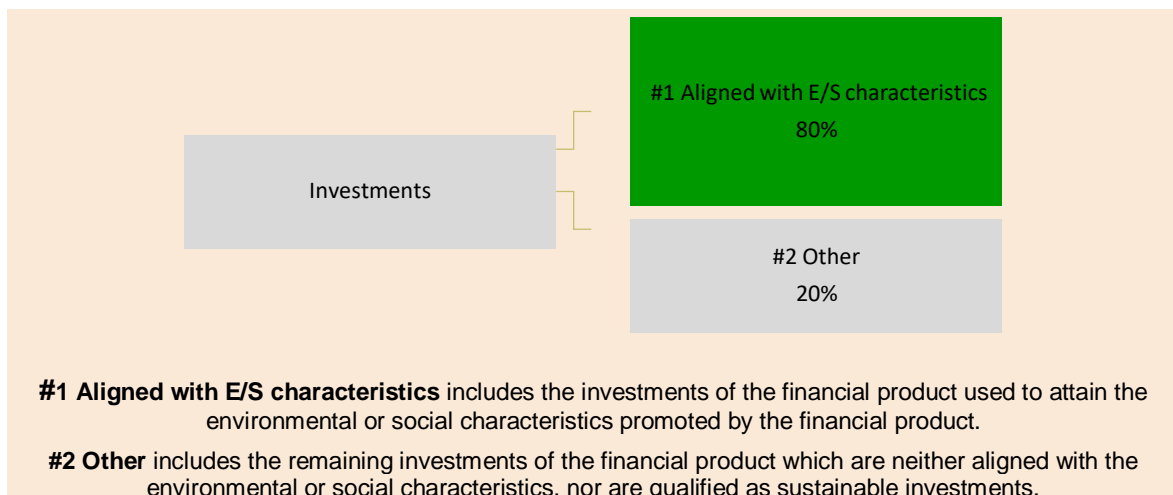 #1 Aligned with E/S characteristics
80%
Investments
#2 Other
20%
#1 Aligned with E/S characteristics includes the investments of the financial product used to attain the
environmental or social characteristics promoted by the financial product.
#2 Other includes the remaining investments of the financial product which are neither aligned with the
environmental or social characteristics, nor are qualified as sustainable investments.